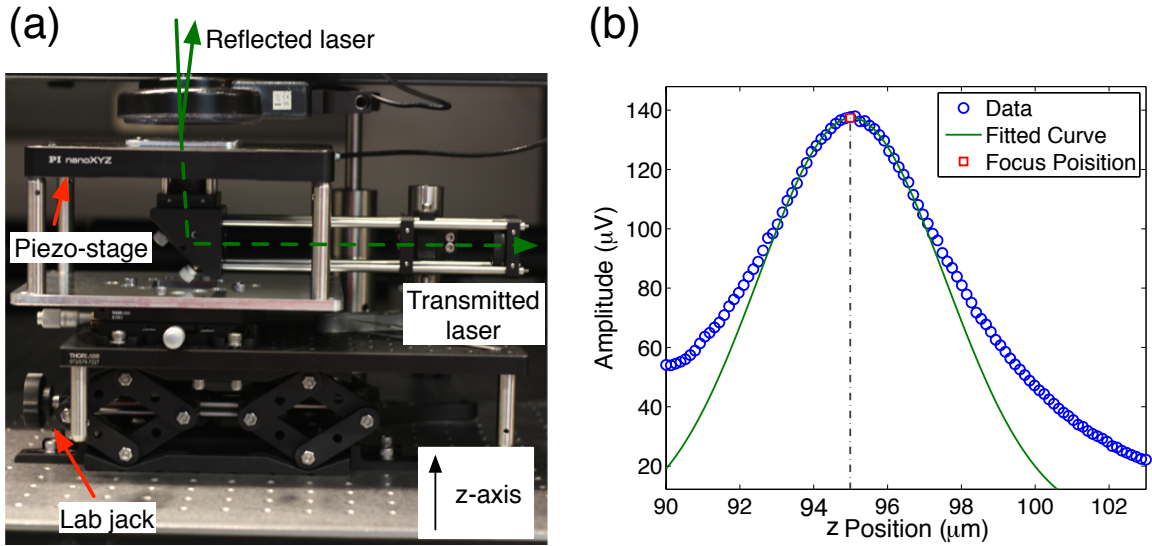 (a)
Reflected laser
PI nanoXYZ
Piezo-stage
Transmitted
laser
THORLABS
z-axis
Lab jack
(b)
Data
Fitted Curve
Focus Poisition
Amplitude (μV)
140
120
100
80
60
40
20
90
92
94
96
98
100
102
z Position (μm)